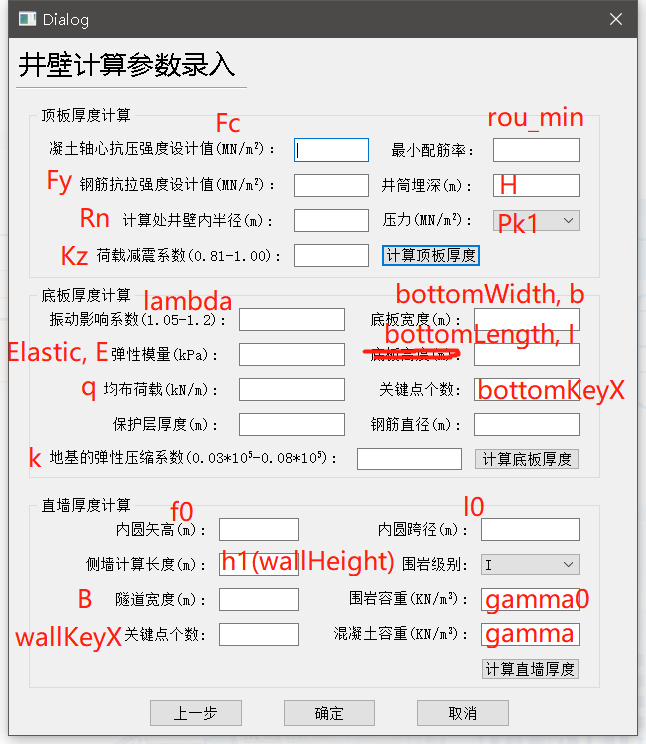 Dialog
井壁计算参数录入
顶板厚度计算
Fc
rou_min
凝土轴心抗压强度设计值(MN/m²):
最小配筋率:
Fy
钢筋抗拉强度设计值(MN/m²):
井筒埋深(m):
H
Rn
计算处井壁内半径(m):
压力(MN/m²):
Pk1
Kz
荷载减震系数(0.81-1.00):
计算顶板厚度
底板厚度计算
lambda
bottomWidth, b
振动影响系数(1.05-1.2):
底板宽度(m):
bottomLength, l
Elastic, E
弹性模量(kPa):
底板高度(m):
q
均布荷载(kN/m):
关键点个数:
bottomKeyX
保护层厚度(m):
钢筋直径(m):
k
地基的弹性压缩系数(0.03*10⁵-0.08*10⁵):
计算底板厚度
直墙厚度计算
f0
l0
内圆矢高(m):
内圆跨径(m):
侧墙计算长度(m):
h1(wallHeight)
围岩级别:
I
B
隧道宽度(m):
围岩容重(KN/m³):
gamma0
wallKeyX
关键点个数:
混凝土容重(KN/m³):
gamma
计算直墙厚度
上一步
确定
取消